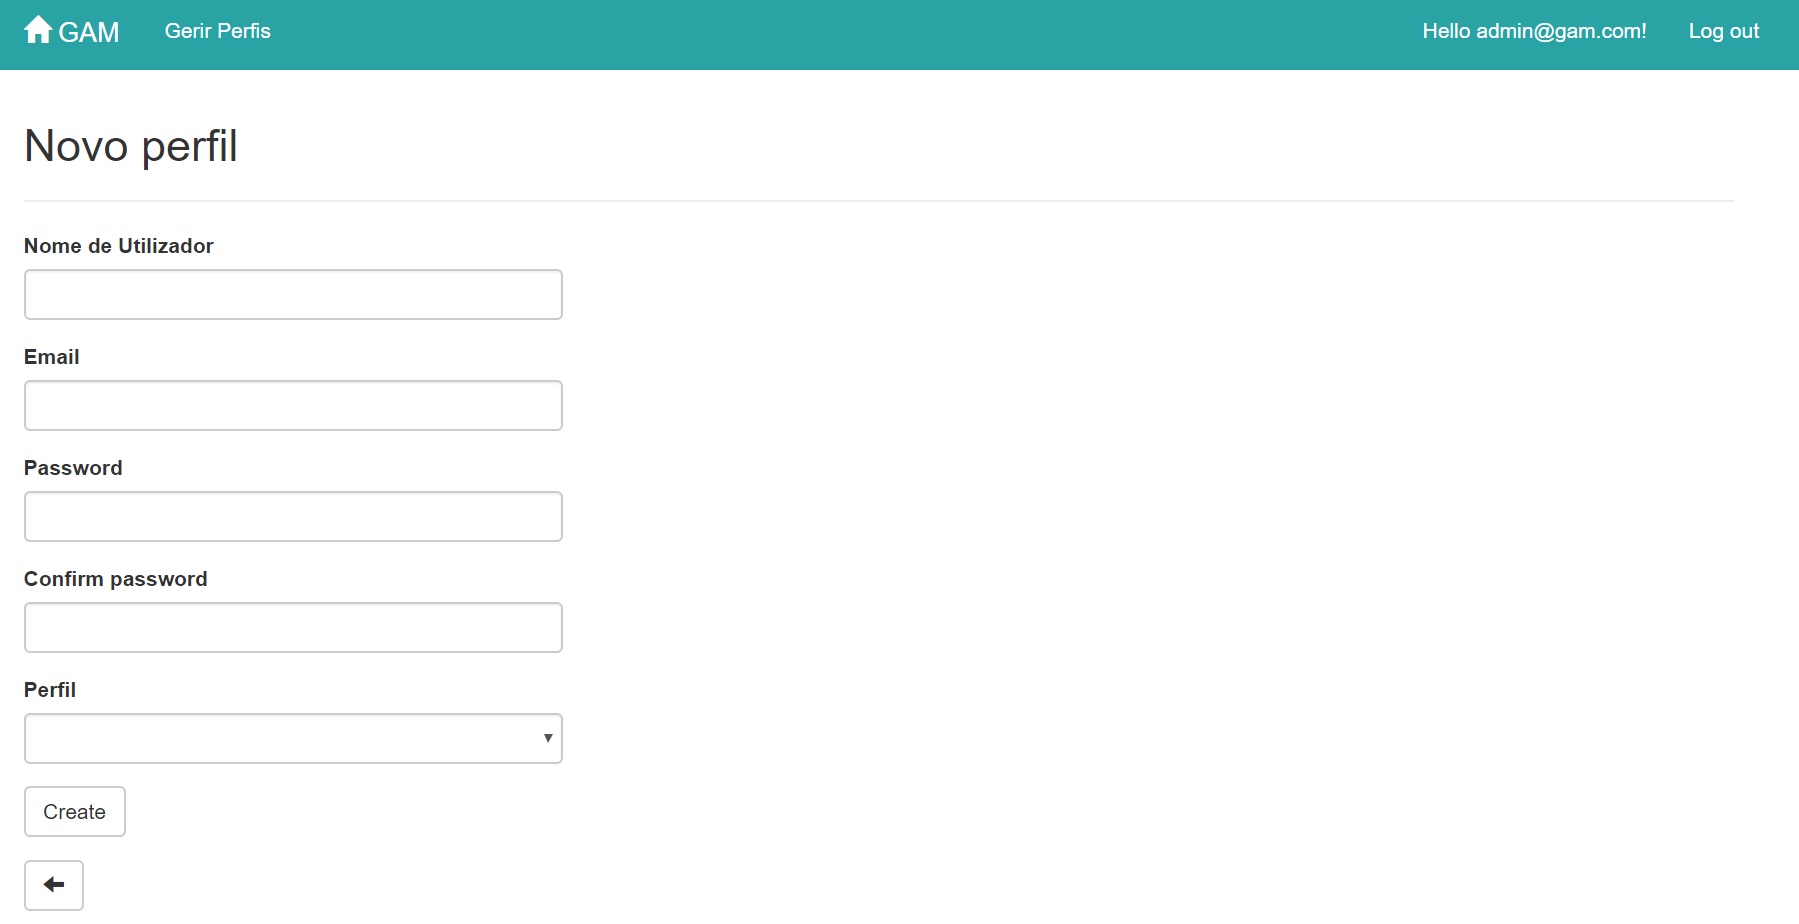 GAM Gerir Perfis Hello admin@gam.com! Log out
Novo perfil
Nome de Utilizador
Email
Password
Confirm password
Perfil
Create